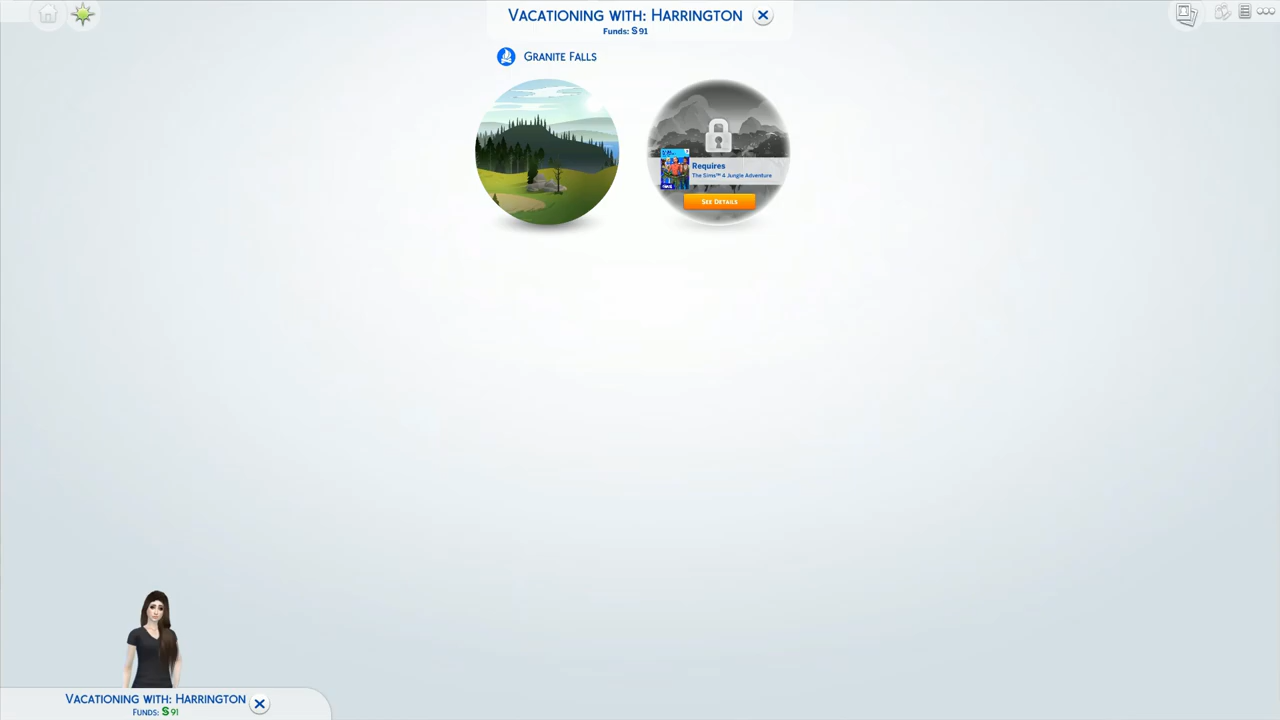 VACATIONING WITH: HARRINGTON
Funds: §91
GRANITE FALLS
Requires
The Sims™ 4 Jungle Adventure
SEE DETAILS
VACATIONING WITH: HARRINGTON
FUNDS: §91